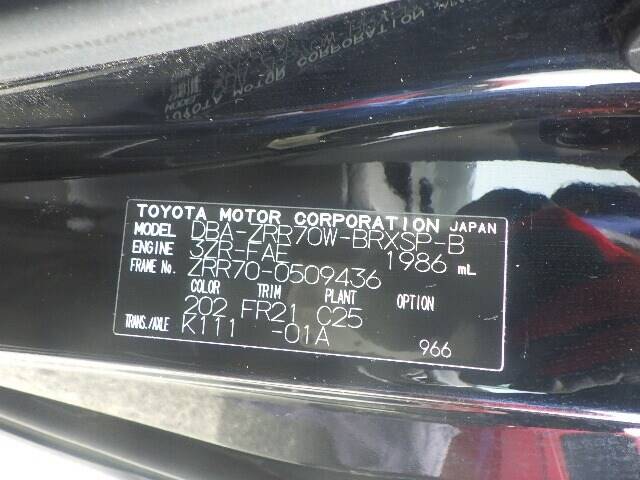 TOYOTA MOTOR CORPORATION JAPAN
MODEL DBA-ZRR70W-BRXSP-B
ENGINE 3ZR-FAE 1986 mL
FRAME No. ZRR70-0509436
COLOR TRIM PLANT OPTION
202 FR21 C25
TRANS./AXLE K111 -01A
966